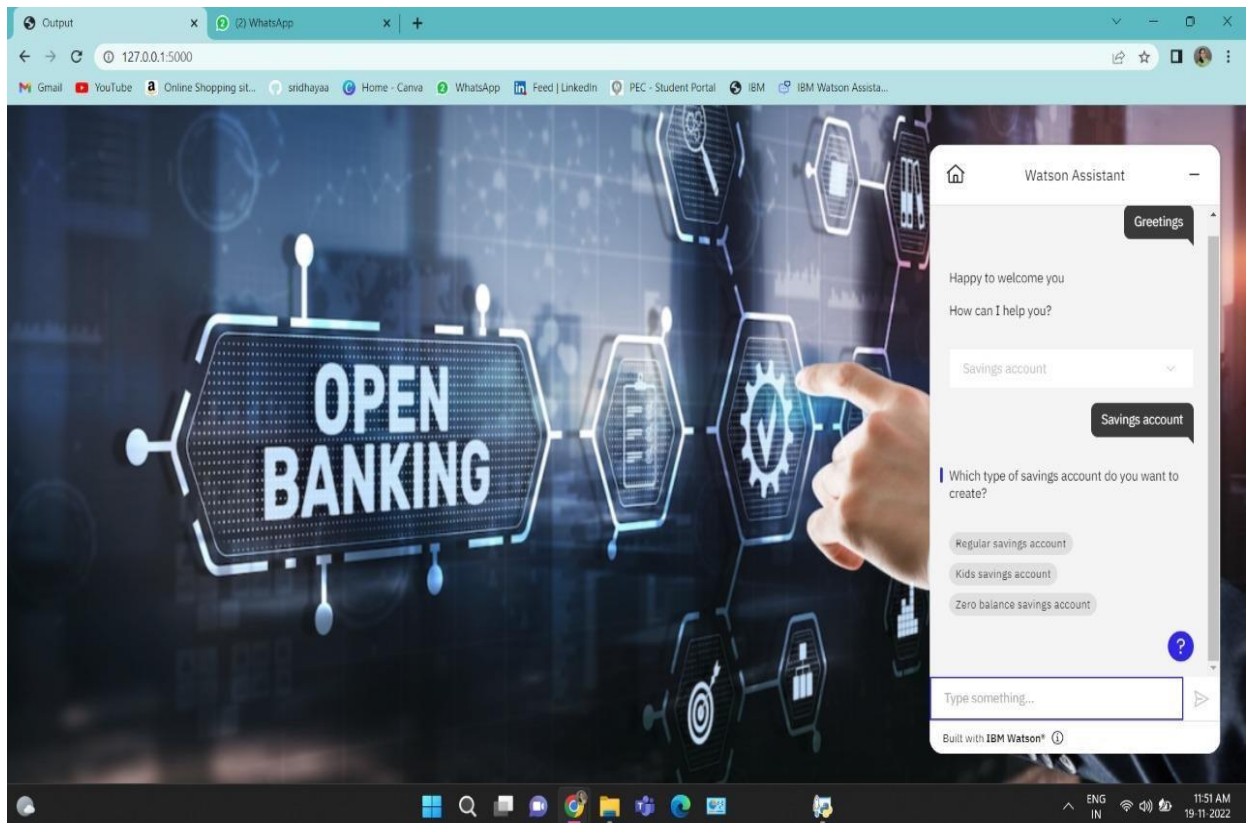 Output
(2) WhatsApp
127.0.0.1:5000
Gmail
YouTube
Online Shopping sit...
sridhayaa
Home - Canva
WhatsApp
Feed | LinkedIn
PEC - Student Portal
IBM
IBM Watson Assista...
OPEN
BANKING
Watson Assistant
Greetings
Happy to welcome you
How can I help you?
Savings account
Savings account
Which type of savings account do you want to
create?
Regular savings account
Kids savings account
Zero balance savings account
?
Type something...
Built with IBM Watson®
ENG
IN
11:51 AM
19-11-2022